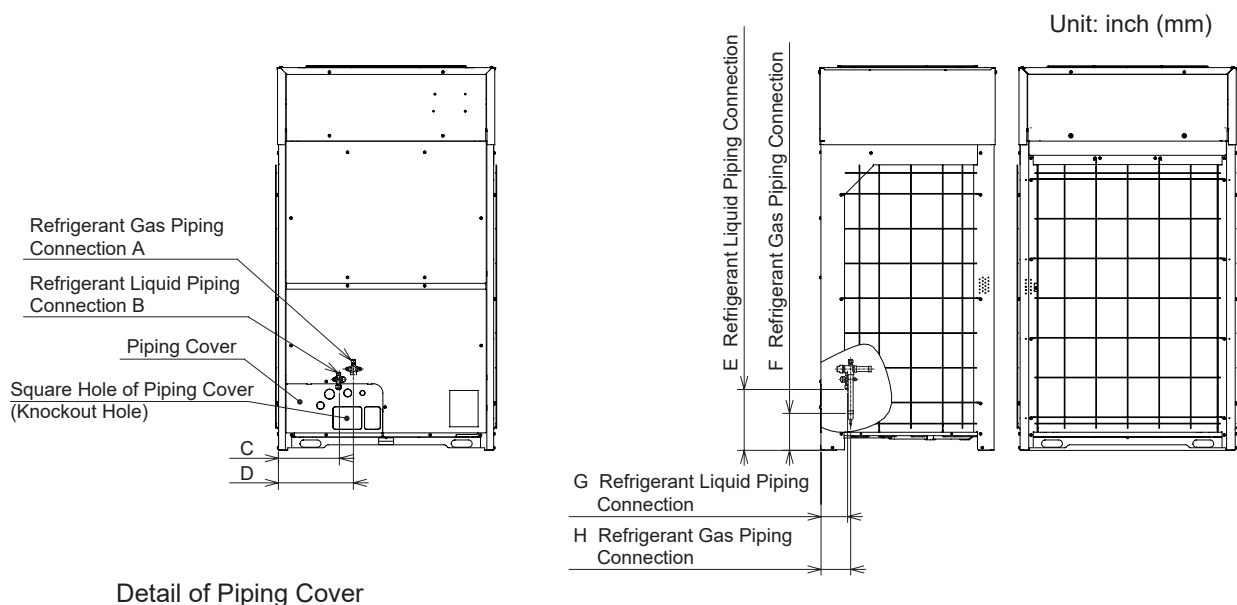 Unit: inch (mm)
Refrigerant Gas Piping
Connection A
Refrigerant Liquid Piping
Connection B
Piping Cover
Square Hole of Piping Cover
(Knockout Hole)
C
D
E Refrigerant Liquid Piping Connection
F Refrigerant Gas Piping Connection
G Refrigerant Liquid Piping
Connection
H Refrigerant Gas Piping
Connection
Detail of Piping Cover